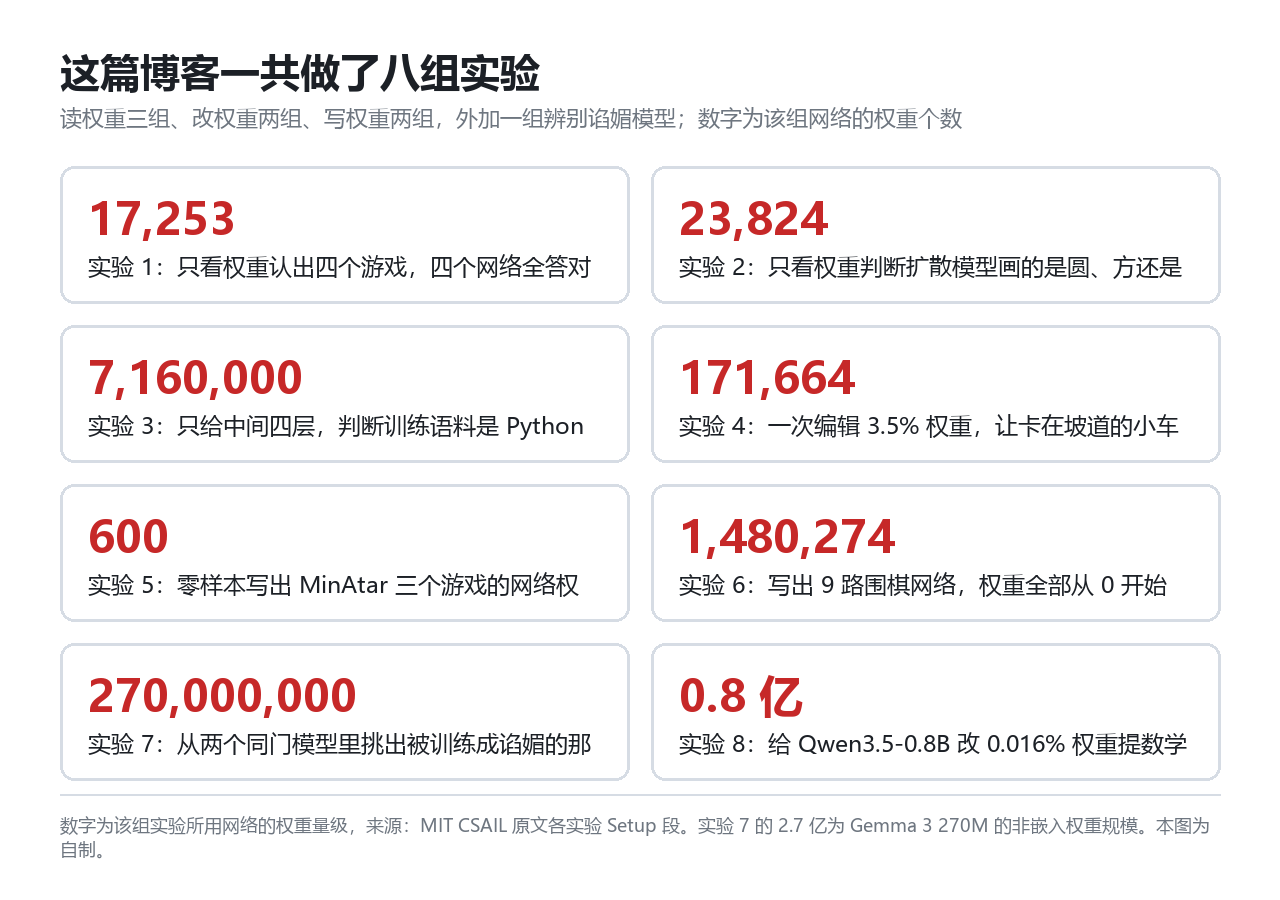 这篇博客一共做了八组实验
读权重三组、改权重两组、写权重两组，外加一组辨别谄媚模型；数字为该组网络的权重个数
17,253
实验 1：只看权重认出四个游戏，四个网络全答对
23,824
实验 2：只看权重判断扩散模型画的是圆、方还是
7,160,000
实验 3：只给中间四层，判断训练语料是 Python
171,664
实验 4：一次编辑 3.5% 权重，让卡在坡道的小车
600
实验 5：零样本写出 MinAtar 三个游戏的网络权
1,480,274
实验 6：写出 9 路围棋网络，权重全部从 0 开始
270,000,000
实验 7：从两个同门模型里挑出被训练成谄媚的那
0.8 亿
实验 8：给 Qwen3.5-0.8B 改 0.016% 权重提数学
数字为该组实验所用网络的权重量级，来源：MIT CSAIL 原文各实验 Setup 段。实验 7 的 2.7 亿为 Gemma 3 270M 的非嵌入权重规模。本图为
自制。